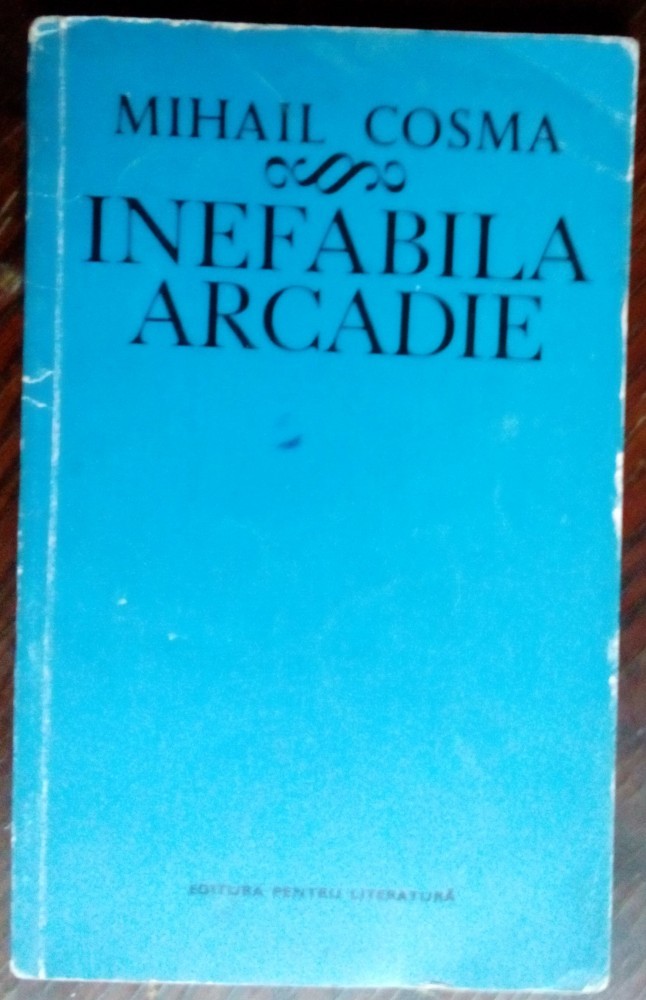 MIHAIL COSMA
INEFABILA
ARCADIE
EDITURA PENTRU LITERATURĂ